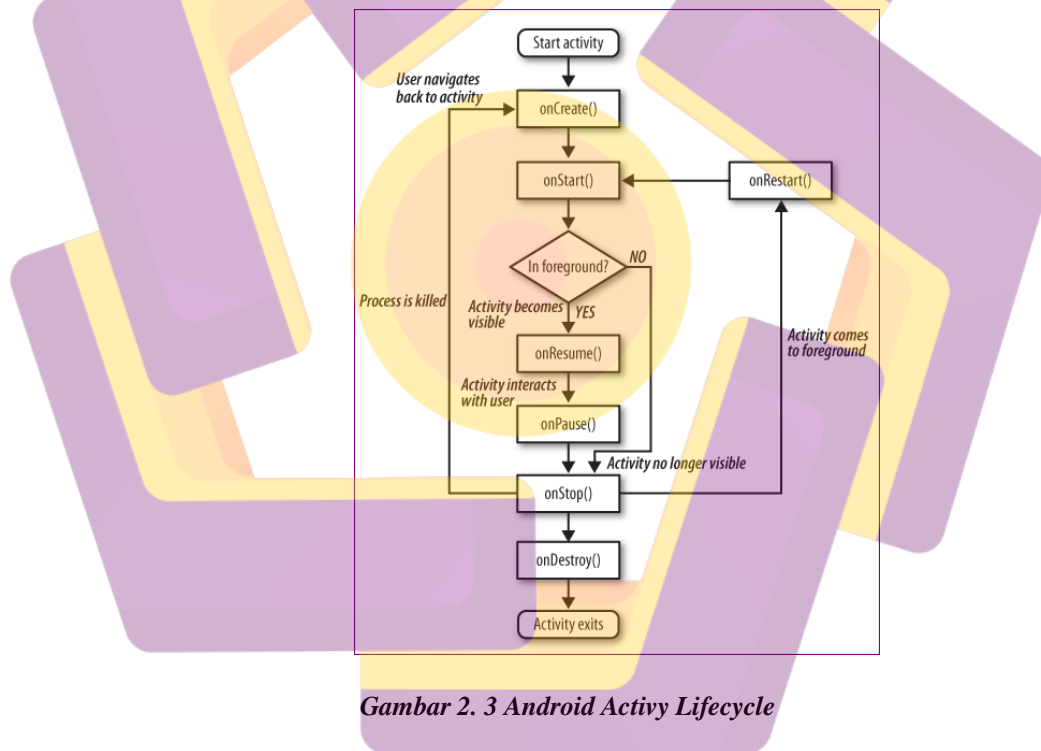 Start activity
User navigates
back to activity
onCreate()
onStart()
onRestart()
In foreground?
NO
Process is killed
Activity becomes
visible
YES
Activity comes
to foreground
onResume()
Activity interacts
with user
onPause()
Activity no longer visible
onStop()
onDestroy()
Activity exits
Gambar 2. 3 Android Activy Lifecycle